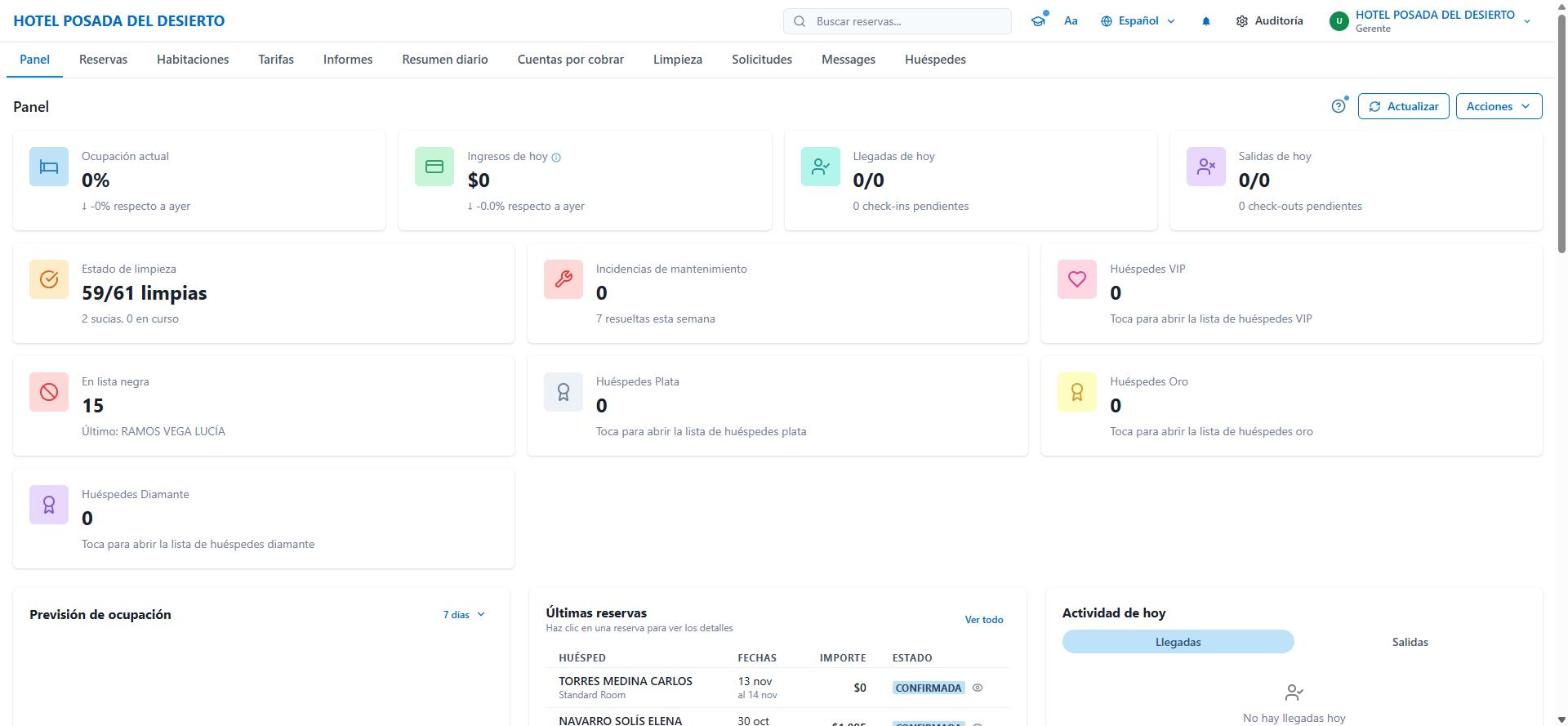 HOTEL POSADA DEL DESIERTO
Buscar reservas...
Aa
Español
Auditoría
U
HOTEL POSADA DEL DESIERTO
Gerente
Panel
Reservas
Habitaciones
Tarifas
Informes
Resumen diario
Cuentas por cobrar
Limpieza
Solicitudes
Messages
Huéspedes
Panel
Actualizar
Acciones
Ocupación actual
0%
↓ -0% respecto a ayer
Ingresos de hoy
$0
↓ -0.0% respecto a ayer
Llegadas de hoy
0/0
0 check-ins pendientes
Salidas de hoy
0/0
0 check-outs pendientes
Estado de limpieza
59/61 limpias
2 sucias, 0 en curso
Incidencias de mantenimiento
0
7 resueltas esta semana
Huéspedes VIP
0
Toca para abrir la lista de huéspedes VIP
En lista negra
15
Último: RAMOS VEGA LUCÍA
Huéspedes Plata
0
Toca para abrir la lista de huéspedes plata
Huéspedes Oro
0
Toca para abrir la lista de huéspedes oro
Huéspedes Diamante
0
Toca para abrir la lista de huéspedes diamante
Previsión de ocupación
7 días
Últimas reservas
Haz clic en una reserva para ver los detalles
Ver todo
HUÉSPED FECHAS IMPORTE ESTADO
TORRES MEDINA CARLOS 13 nov $0 CONFIRMADA
Standard Room al 14 nov
NAVARRO SOLÍS ELENA 30 oct
Actividad de hoy
Llegadas
Salidas
No hay llegadas hoy